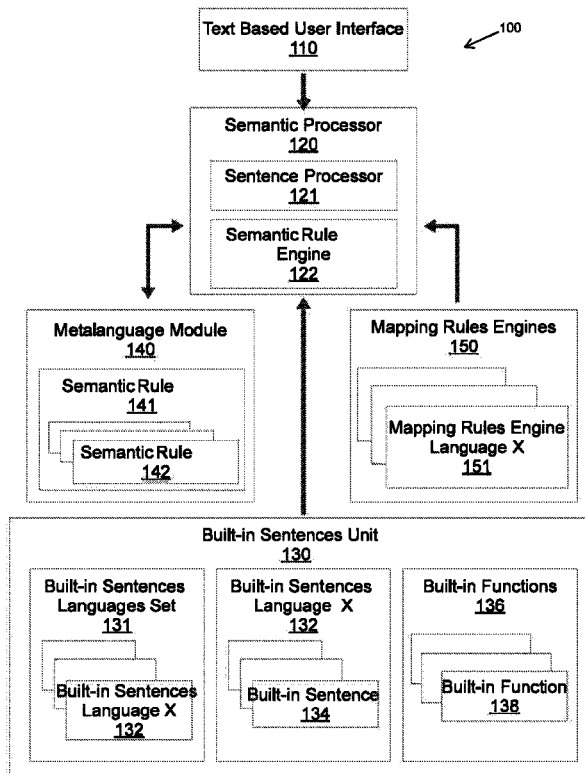 Text Based User Interface
110
100
Semantic Processor
120
Sentence Processor
121
Semantic Rule
Engine
122
Metalanguage Module
140
Semantic Rule
141
Semantic Rule
142
Mapping Rules Engines
150
Mapping Rules Engine
Language X
151
Built-in Sentences Unit
130
Built-in Sentences
Languages Set
131
Built-in Sentences
Language X
132
Built-in Sentences
Language X
132
Built-in Sentence
134
Built-in Functions
136
Built-in Function
138